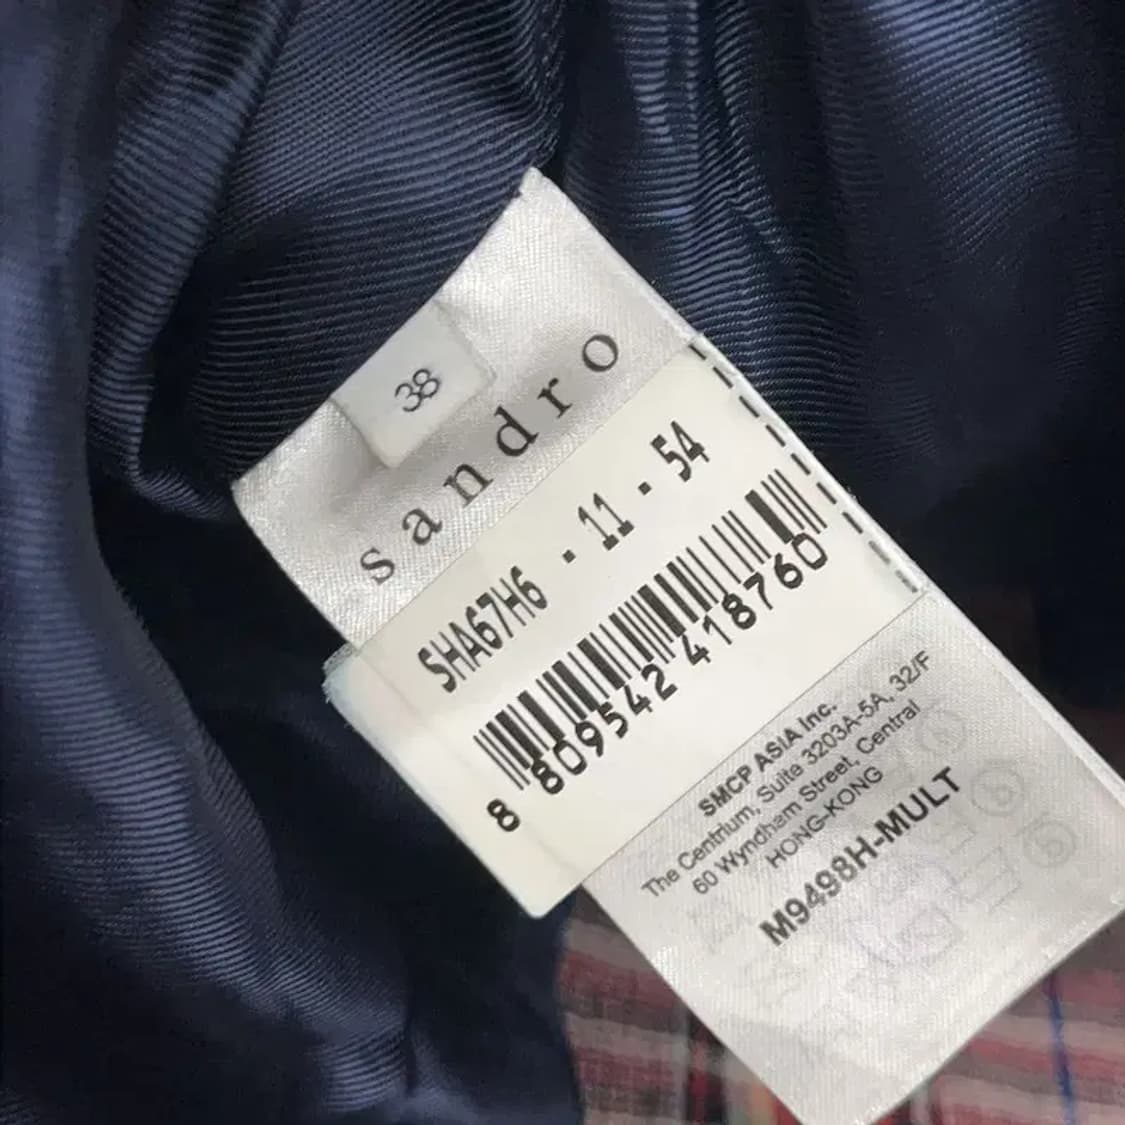 38
sandro
SHA67H6 - 11 - 54
8 809542 418760
SMCP ASIA Inc.
The Centrium, Suite 3203A-5A, 32/F
60 Wyndham Street, Central
HONG-KONG
M9498H-MULT